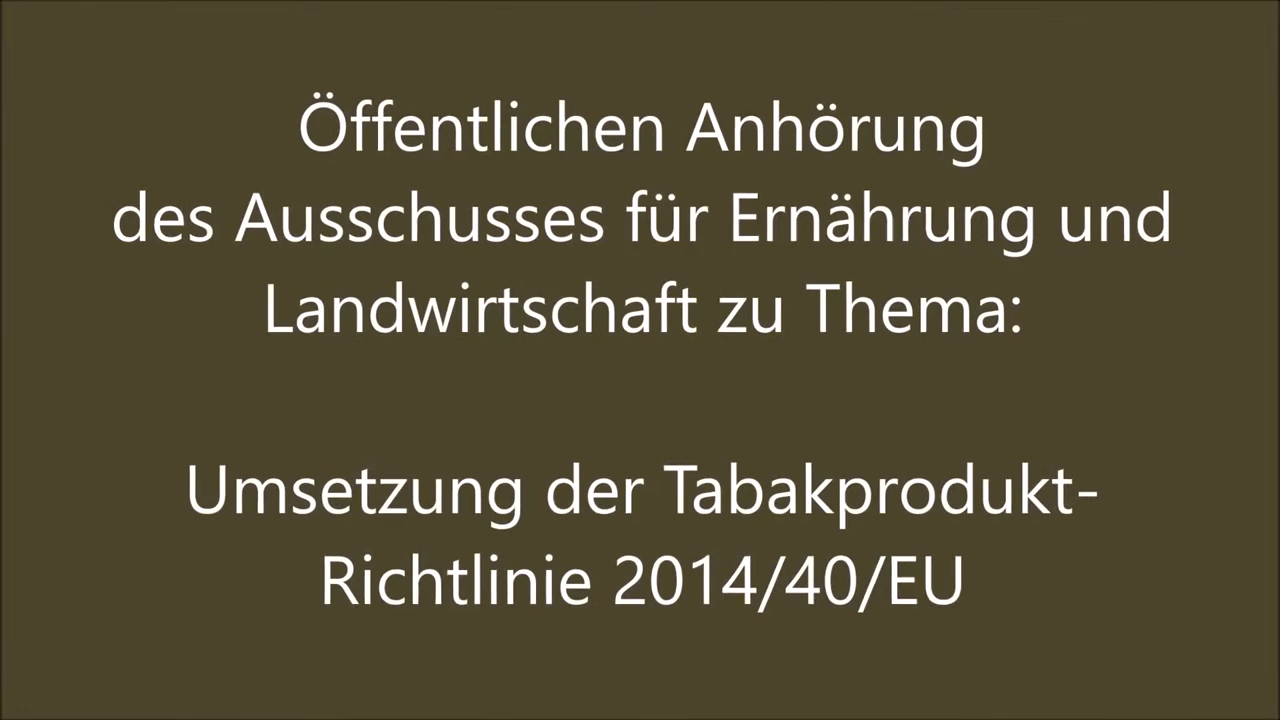 Öffentlichen Anhörung
des Ausschusses für Ernährung und
Landwirtschaft zu Thema:
Umsetzung der Tabakprodukt-
Richtlinie 2014/40/EU